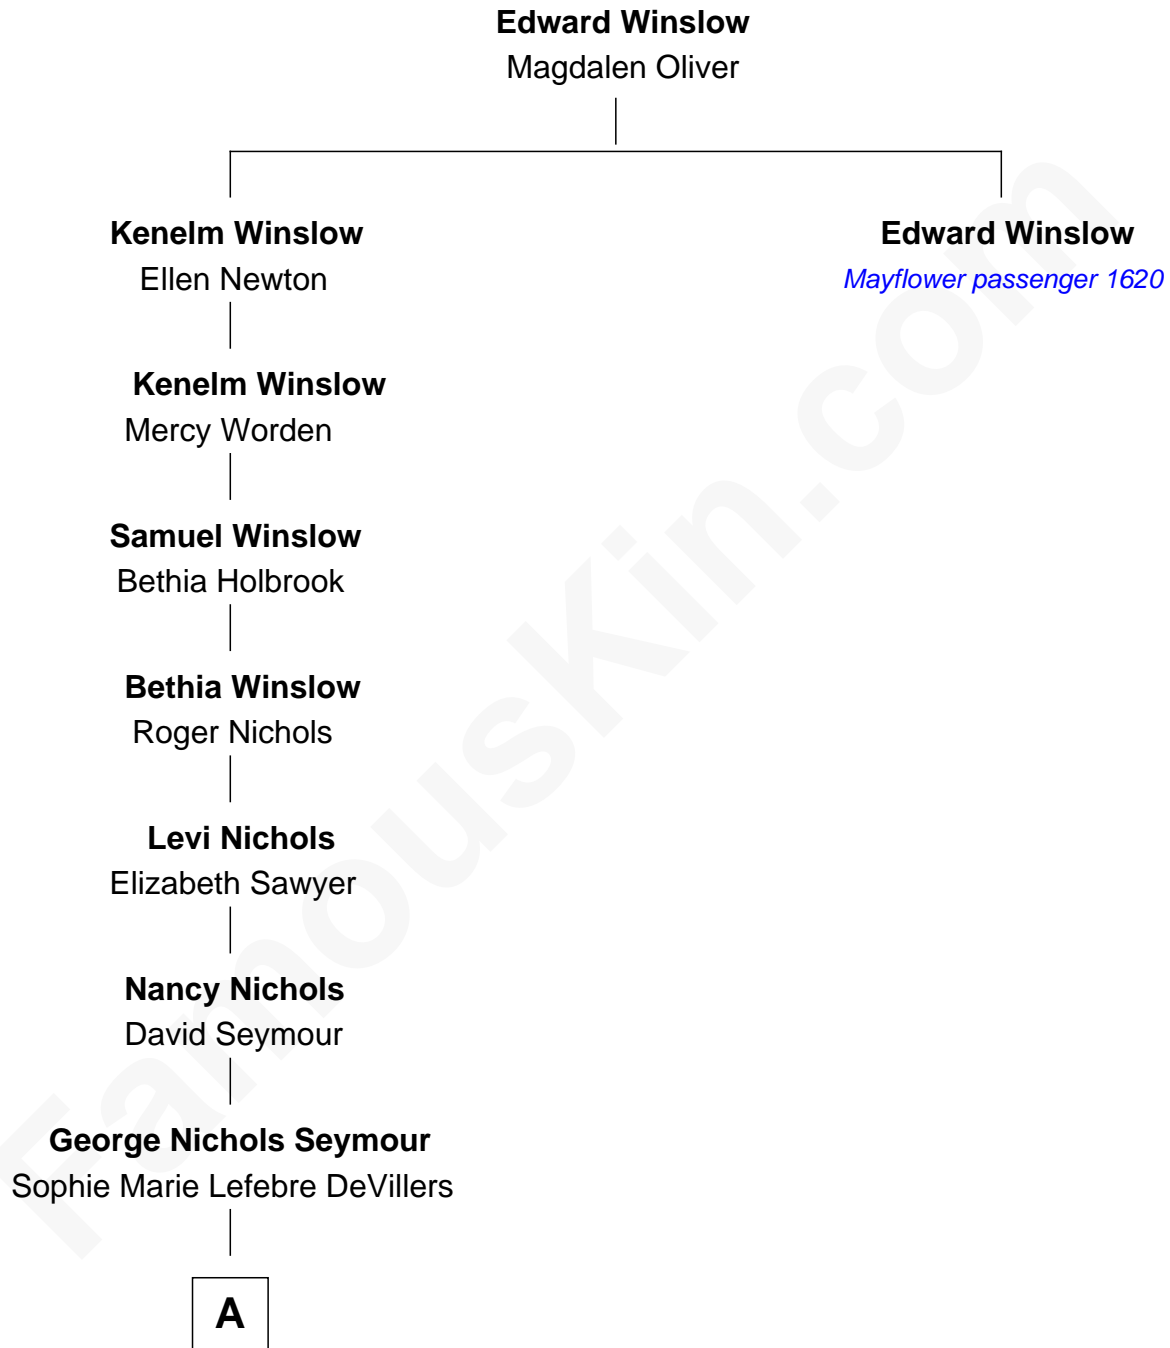 Edward Winslow
Magdalen Oliver
Kenelm Winslow
Edward Winslow
Ellen Newton
Mayflower passenger 1620
Kenelm Winslow
Mercy Worden
Samuel Winslow
Bethia Holbrook
Bethia Winslow
Roger Nichols
Levi Nichols
Elizabeth Sawyer
Nancy Nichols
David Seymour
George Nichols Seymour
Sophie Marie Lefebre DeVillers
A
FamousKin.com